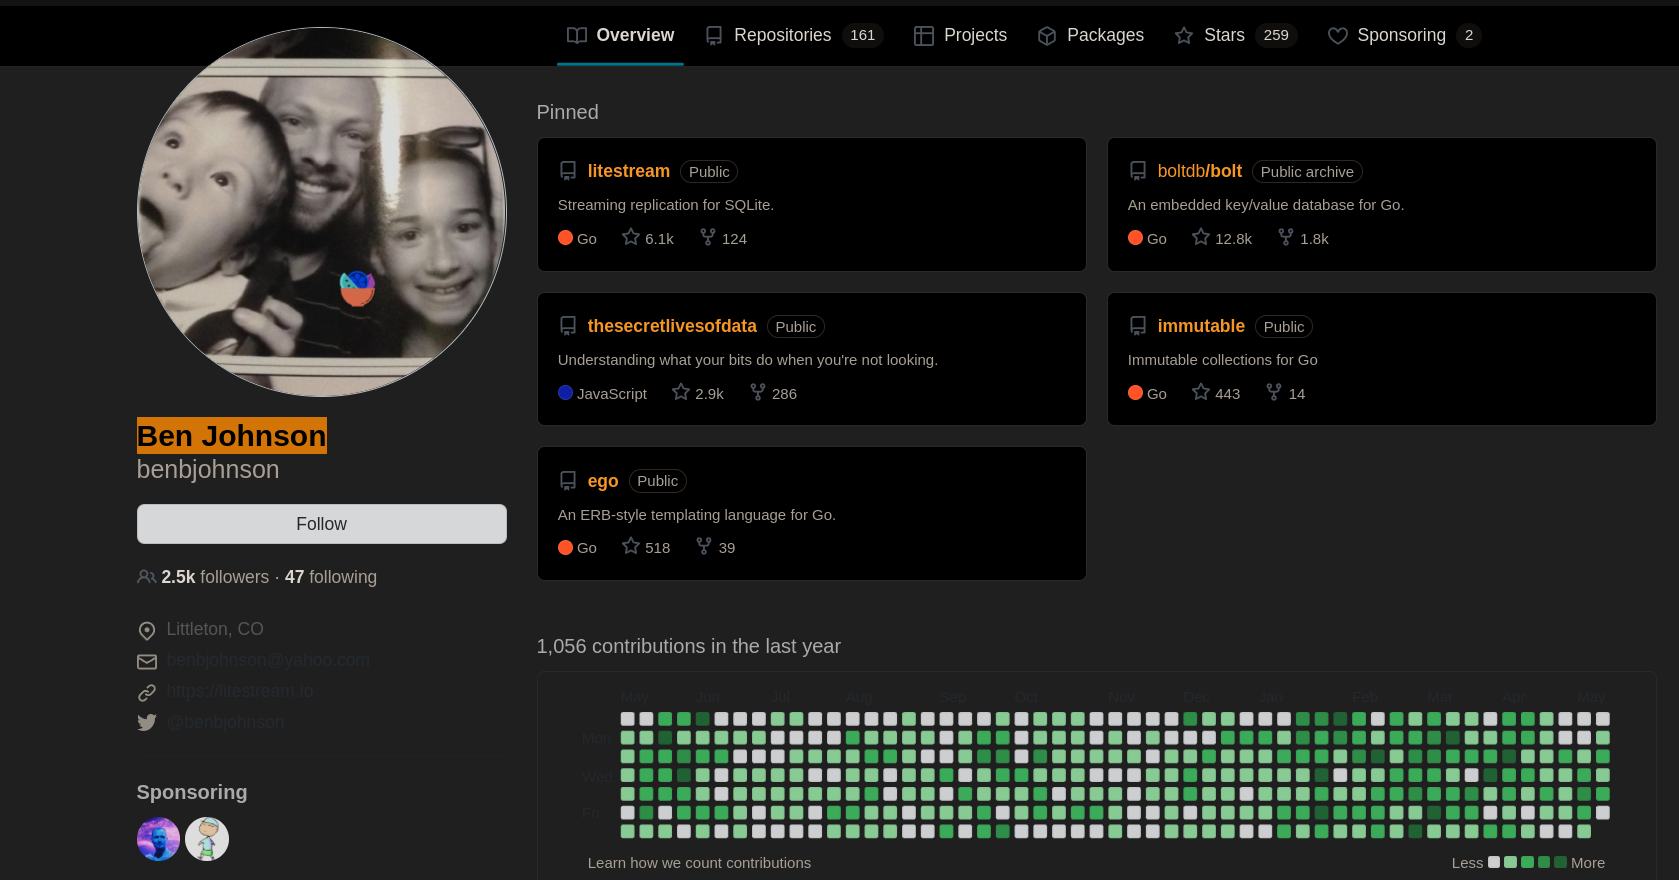 Overview Repositories 161 Projects Packages Stars 259 Sponsoring 2
Pinned
litestream Public
Streaming replication for SQLite.
Go 6.1k 124
boltdb/bolt Public archive
An embedded key/value database for Go.
Go 12.8k 1.8k
thesecretlivesofdata Public
Understanding what your bits do when you're not looking.
JavaScript 2.9k 286
immutable Public
Immutable collections for Go
Go 443 14
ego Public
An ERB-style templating language for Go.
Go 518 39
Ben Johnson
benbjohnson
Follow
2.5k followers · 47 following
Littleton, CO
benbjohnson@yahoo.com
https://litestream.io
@benbjohnson
Sponsoring
1,056 contributions in the last year
May Jun Jul Aug Sep Oct Nov Dec Jan Feb Mar Apr May
Mon
Wed
Fri
Learn how we count contributions
Less More